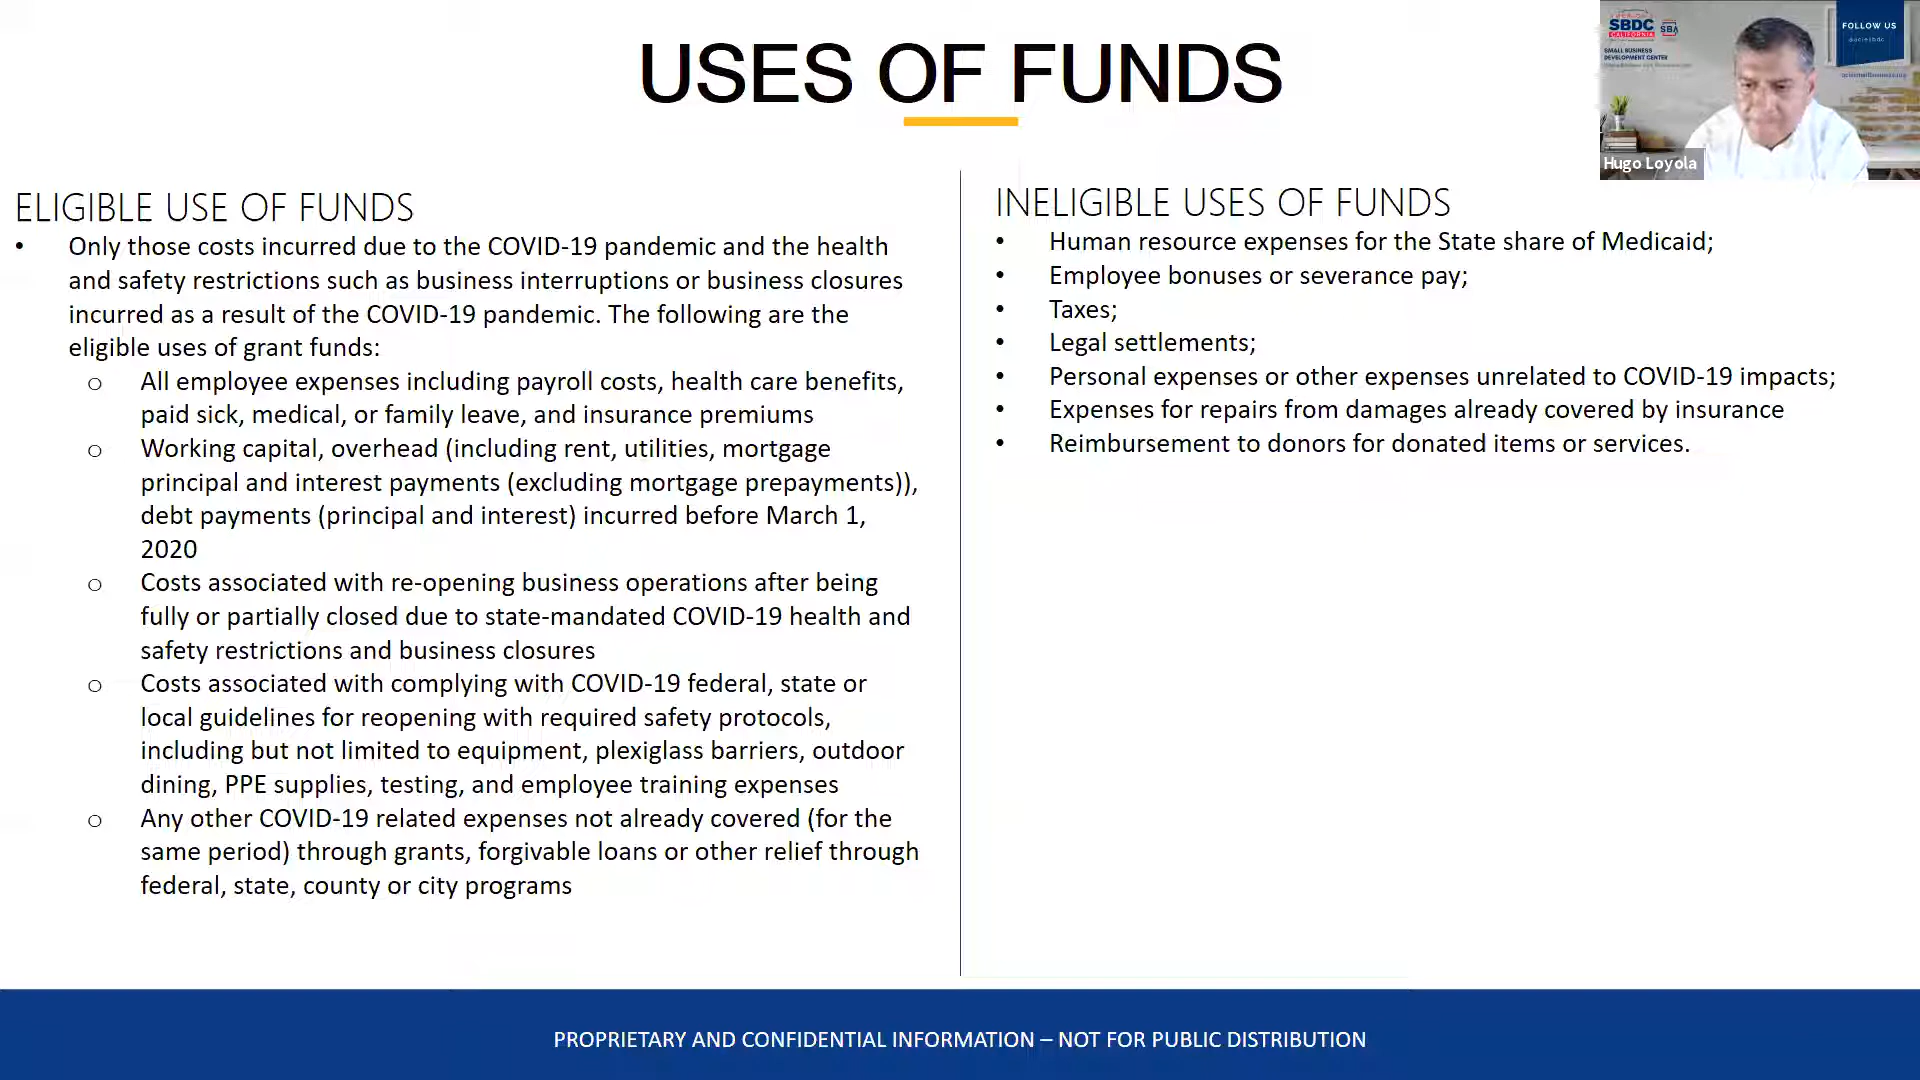 USES OF FUNDS
SBDC
CALIFORNIA
SBA
SMALL BUSINESS
DEVELOPMENT CENTER
FOLLOW US
Hugo Loyola
ELIGIBLE USE OF FUNDS
• Only those costs incurred due to the COVID-19 pandemic and the health
and safety restrictions such as business interruptions or business closures
incurred as a result of the COVID-19 pandemic. The following are the
eligible uses of grant funds:
o All employee expenses including payroll costs, health care benefits,
paid sick, medical, or family leave, and insurance premiums
o Working capital, overhead (including rent, utilities, mortgage
principal and interest payments (excluding mortgage prepayments)),
debt payments (principal and interest) incurred before March 1,
2020
o Costs associated with re-opening business operations after being
fully or partially closed due to state-mandated COVID-19 health and
safety restrictions and business closures
o Costs associated with complying with COVID-19 federal, state or
local guidelines for reopening with required safety protocols,
including but not limited to equipment, plexiglass barriers, outdoor
dining, PPE supplies, testing, and employee training expenses
o Any other COVID-19 related expenses not already covered (for the
same period) through grants, forgivable loans or other relief through
federal, state, county or city programs
INELIGIBLE USES OF FUNDS
• Human resource expenses for the State share of Medicaid;
• Employee bonuses or severance pay;
• Taxes;
• Legal settlements;
• Personal expenses or other expenses unrelated to COVID-19 impacts;
• Expenses for repairs from damages already covered by insurance
• Reimbursement to donors for donated items or services.
PROPRIETARY AND CONFIDENTIAL INFORMATION – NOT FOR PUBLIC DISTRIBUTION